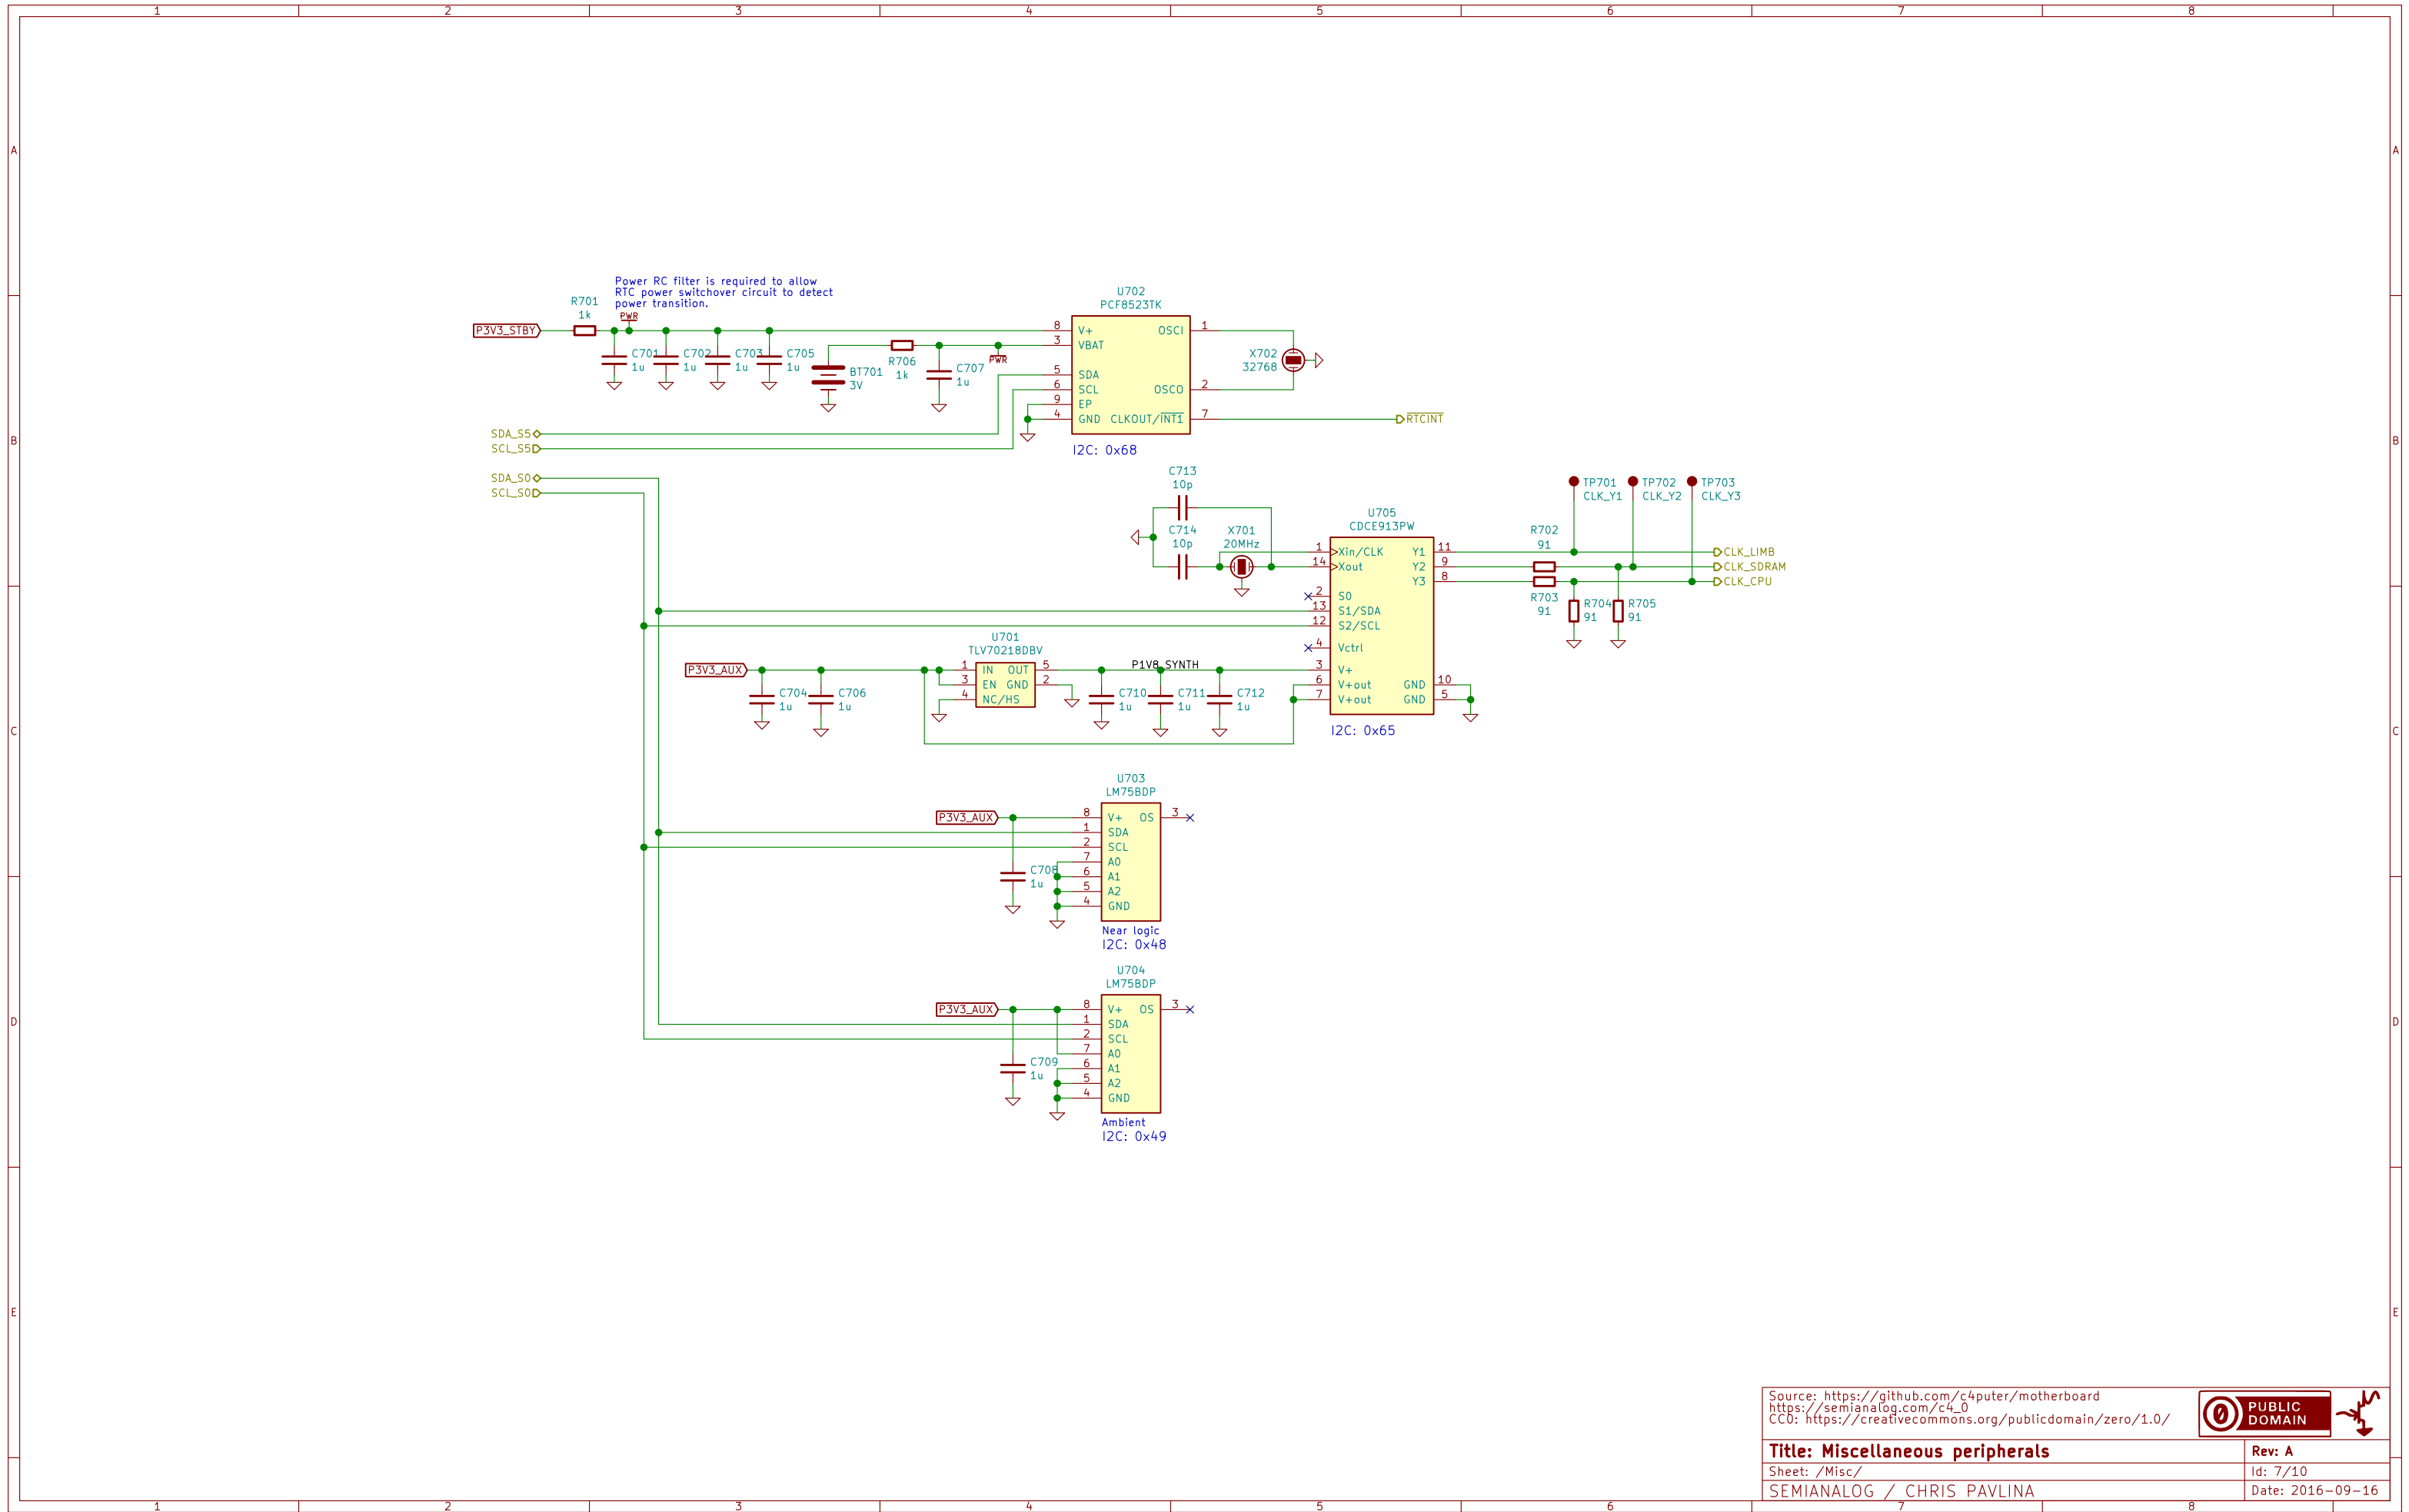 1 2 3 4 5 6 7 8
A A
B B
C C
D D
E E
Power RC filter is required to allow
RTC power switchover circuit to detect
power transition.
P3V3_STBY
R701
1k
PWR
C701
1u
C702
1u
C703
1u
C705
1u
BT701
3V
R706
1k
C707
1u
PWR
U702
PCF8523TK
8 V+ OSCI 1
3 VBAT
5 SDA
6 SCL OSCO 2
9 EP
4 GND CLKOUT/INT1 7
I2C: 0x68
X702
32768
RTCINT
SDA_S5
SCL_S5
SDA_S0
SCL_S0
C713
10p
C714
10p
X701
20MHz
U705
CDCE913PW
1 Xin/CLK Y1 11
14 Xout Y2 9
Y3 8
2 S0
13 S1/SDA
12 S2/SCL
4 Vctrl
3 V+
6 V+out GND 10
7 V+out GND 5
I2C: 0x65
R702
91
R703
91
R704
91
R705
91
TP701
CLK_Y1
TP702
CLK_Y2
TP703
CLK_Y3
CLK_LIMB
CLK_SDRAM
CLK_CPU
P3V3_AUX
C704
1u
C706
1u
U701
TLV70218DBV
1 IN OUT 5
3 EN GND 2
4 NC/HS
P1V8_SYNTH
C710
1u
C711
1u
C712
1u
U703
LM75BDP
P3V3_AUX
8 V+ OS 3
1 SDA
2 SCL
7 A0
6 A1
5 A2
4 GND
C708
1u
Near logic
I2C: 0x48
U704
LM75BDP
P3V3_AUX
8 V+ OS 3
1 SDA
2 SCL
7 A0
6 A1
5 A2
4 GND
C709
1u
Ambient
I2C: 0x49
Source: https://github.com/c4puter/motherboard
https://semianalog.com/c4_0
CC0: https://creativecommons.org/publicdomain/zero/1.0/
0 PUBLIC
DOMAIN
Title: Miscellaneous peripherals
Rev: A
Sheet: /Misc/
Id: 7/10
SEMIANALOG / CHRIS PAVLINA
Date: 2016-09-16
1 2 3 4 5 6 7 8